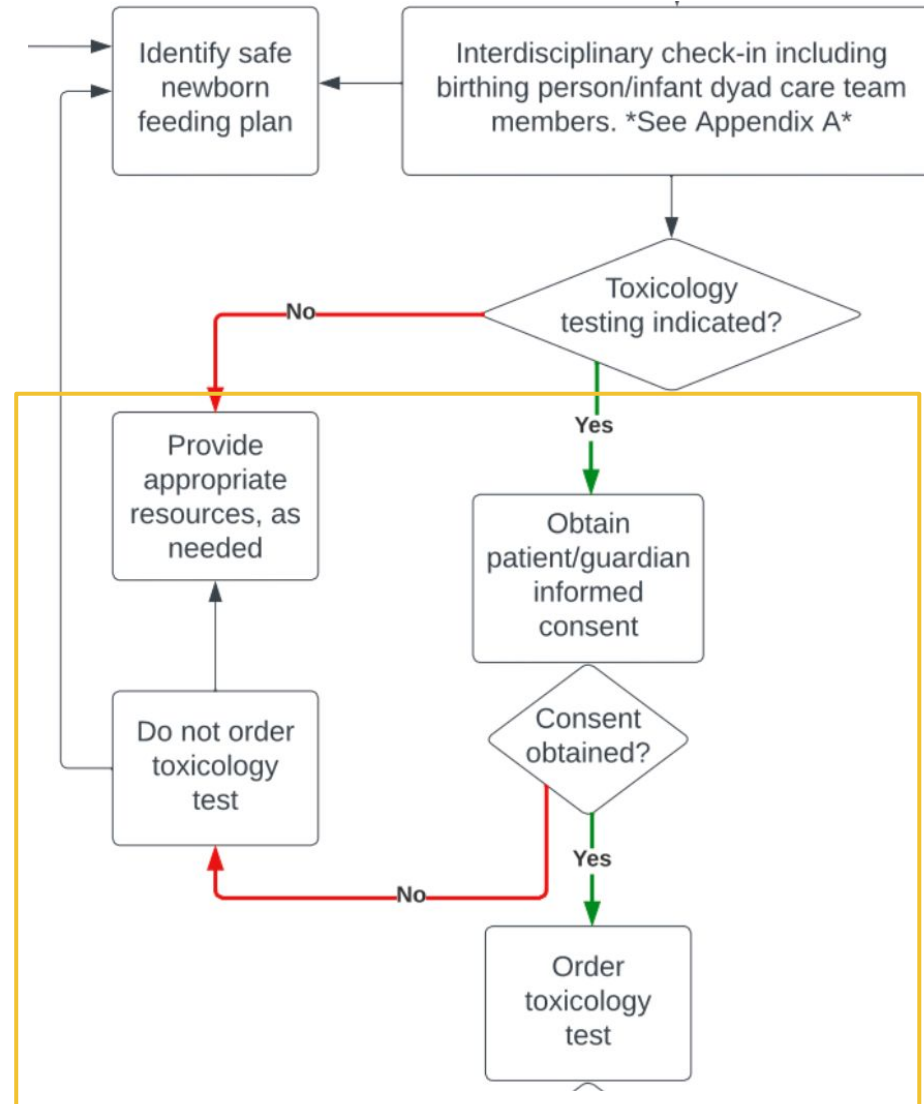 Identify safe
newborn
feeding plan
Interdisciplinary check-in including
birthing person/infant dyad care team
members. *See Appendix A*
Toxicology
testing indicated?
No
Yes
Provide
appropriate
resources, as
needed
Obtain
patient/guardian
informed
consent
Consent
obtained?
Do not order
toxicology
test
No
Yes
Order
toxicology
test